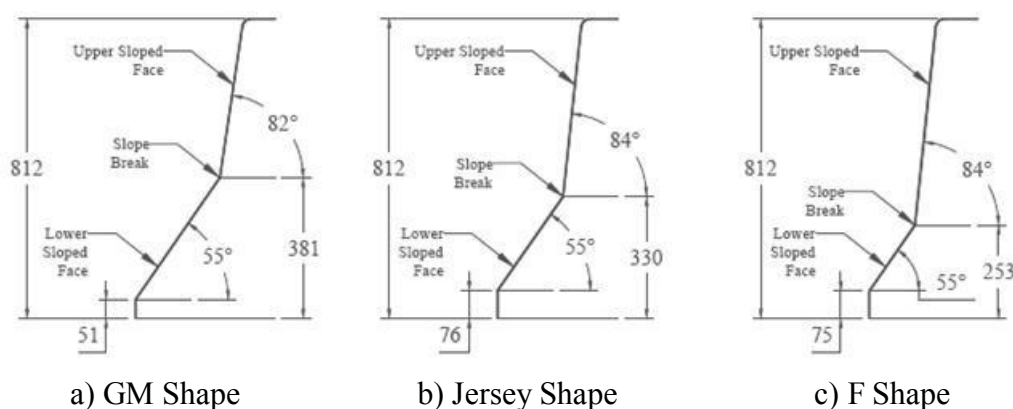 Upper Sloped
Face
82°
812
Slope
Break
Lower
Sloped
Face
55°
381
51
a) GM Shape
Upper Sloped
Face
84°
812
Slope
Break
Lower
Sloped
Face
55°
330
76
b) Jersey Shape
Upper Sloped
Face
84°
812
Slope
Break
Lower
Sloped
Face
55°
253
75
c) F Shape